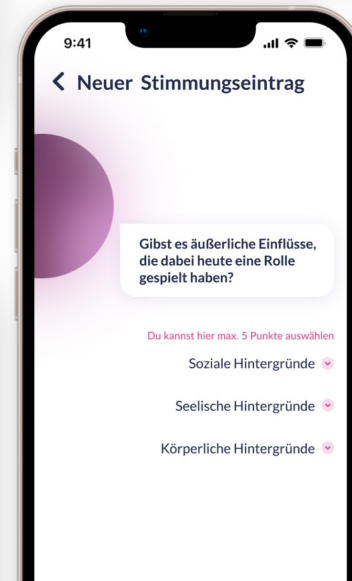 9:41
Neuer Stimmungseintrag
Gibst es äußerliche Einflüsse,
die dabei heute eine Rolle
gespielt haben?
Du kannst hier max. 5 Punkte auswählen
Soziale Hintergründe
Seelische Hintergründe
Körperliche Hintergründe